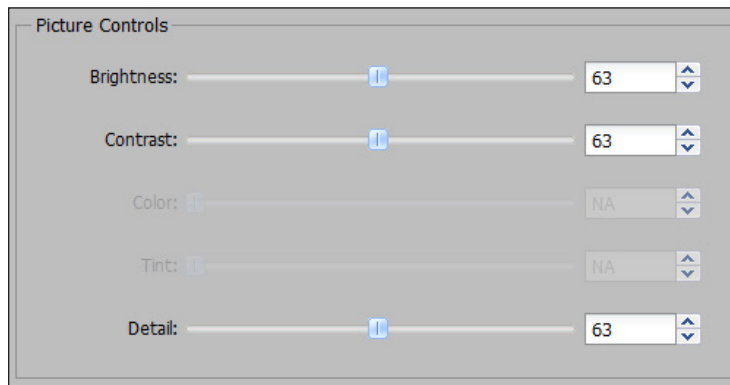 Picture Controls
Brightness: 63
Contrast: 63
Color: NA
Tint: NA
Detail: 63